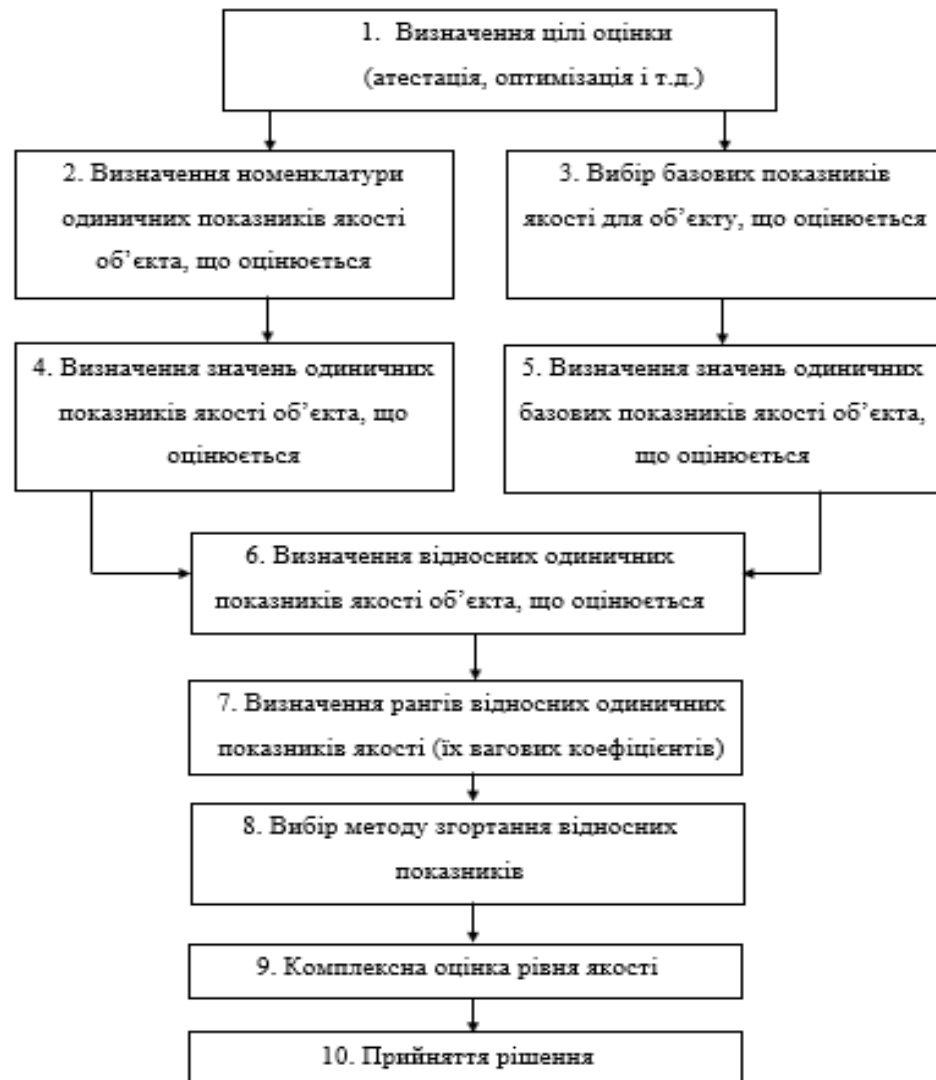 1. Визначення цілі оцінки
(атестація, оптимізація і т.д.)
2. Визначення номенклатури
одиничних показників якості
об’єкта, що оцінюється
3. Вибір базових показників
якості для об’єкту, що оцінюється
4. Визначення значень одиничних
показників якості об’єкта, що
оцінюється
5. Визначення значень одиничних
базових показників якості об’єкта,
що оцінюється
6. Визначення відносних одиничних
показників якості об’єкта, що оцінюється
7. Визначення рангів відносних одиничних
показників якості (їх вагових коефіцієнтів)
8. Вибір методу згортання відносних
показників
9. Комплексна оцінка рівня якості
10. Прийняття рішення